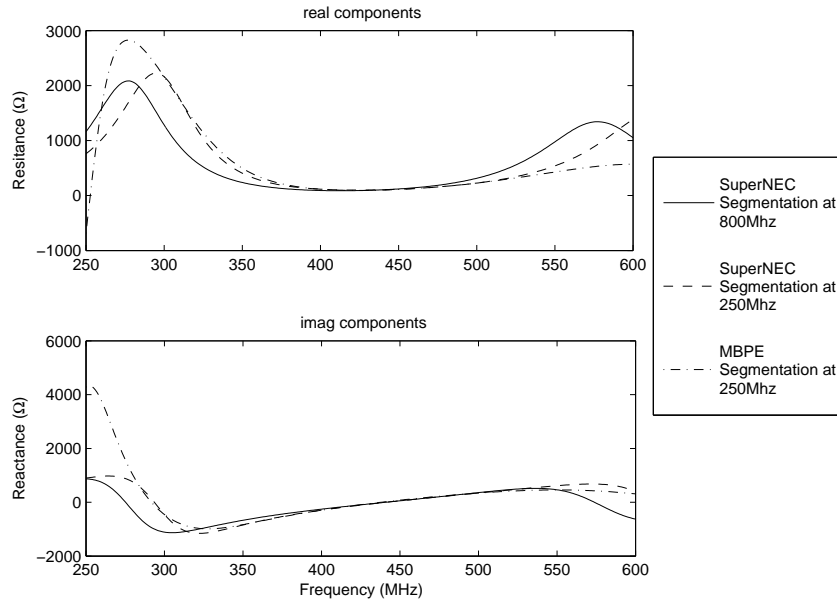 real components
3000
2000
1000
0
−1000
Resitance (Ω)
250 300 350 400 450 500 550 600
imag components
6000
4000
2000
0
−2000
Reactance (Ω)
250 300 350 400 450 500 550 600
Frequency (MHz)
SuperNEC
Segmentation at
800Mhz
SuperNEC
Segmentation at
250Mhz
MBPE
Segmentation at
250Mhz